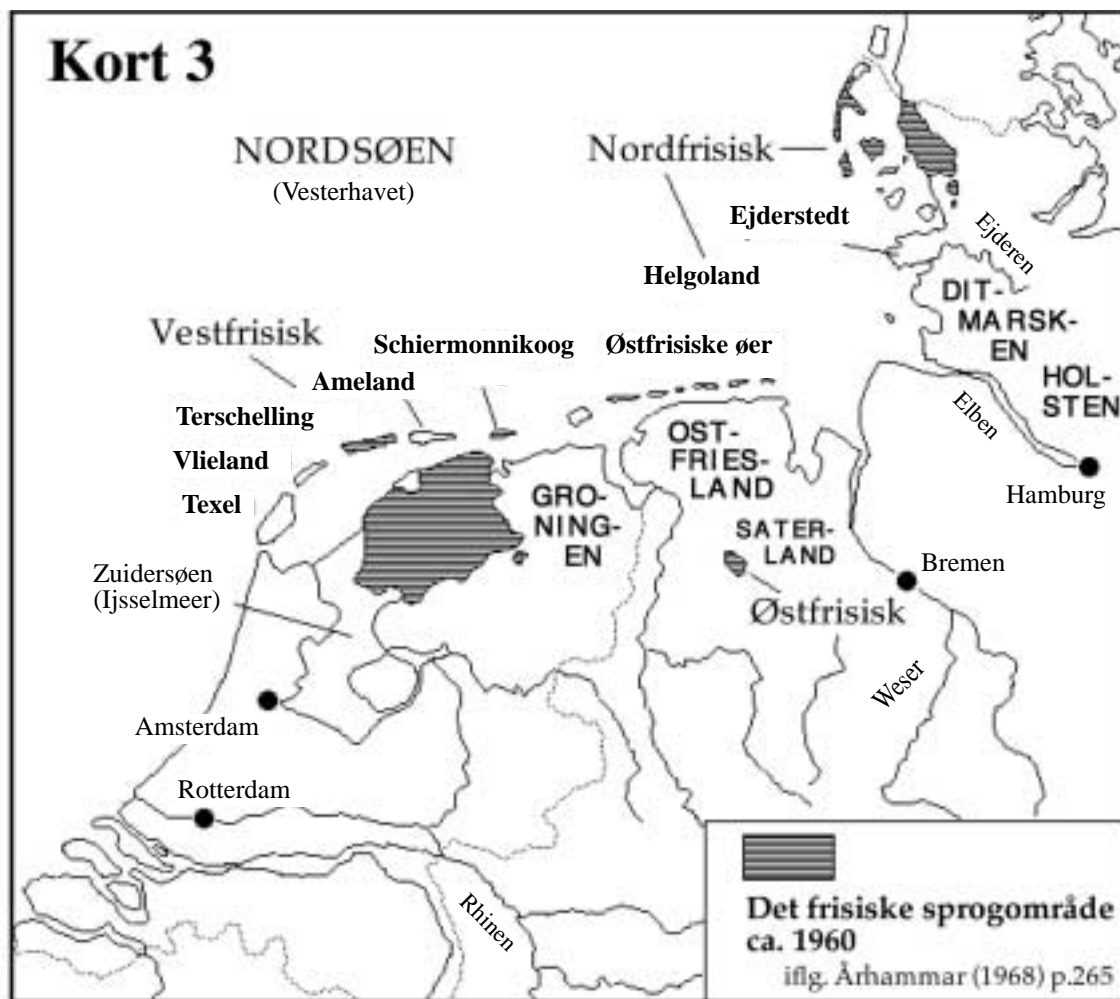 Kort 3
NORDSØEN
(Vesterhavet)
Nordfrisisk
Ejderstedt
Ejderen
Helgoland
DIT-
MARSK-
EN
HOL-
STEN
Elben
Hamburg
Vestfrisisk
Schiermonnikoog
Østfrisiske øer
Ameland
Terschelling
Vlieland
Texel
OST-
FRIES-
LAND
GRO-
NING-
EN
SATER-
LAND
Østfrisisk
Bremen
Weser
Zuidersøen
(Ijsselmeer)
Amsterdam
Rotterdam
Rhinen
Det frisiske sprogområde
ca. 1960
iflg. Århammar (1968) p.265